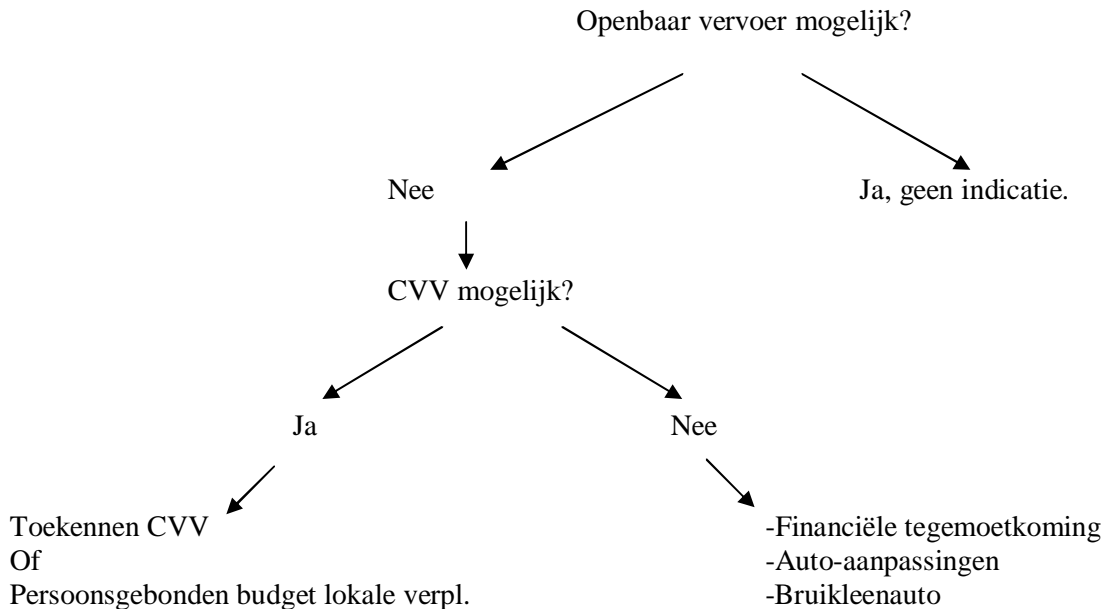 Openbaar vervoer mogelijk?
Nee
Ja, geen indicatie.
CVV mogelijk?
Ja
Nee
Toekennen CVV
Of
Persoonsgebonden budget lokale verpl.
-Financiële tegemoetkoming
-Auto-aanpassingen
-Bruikleenauto